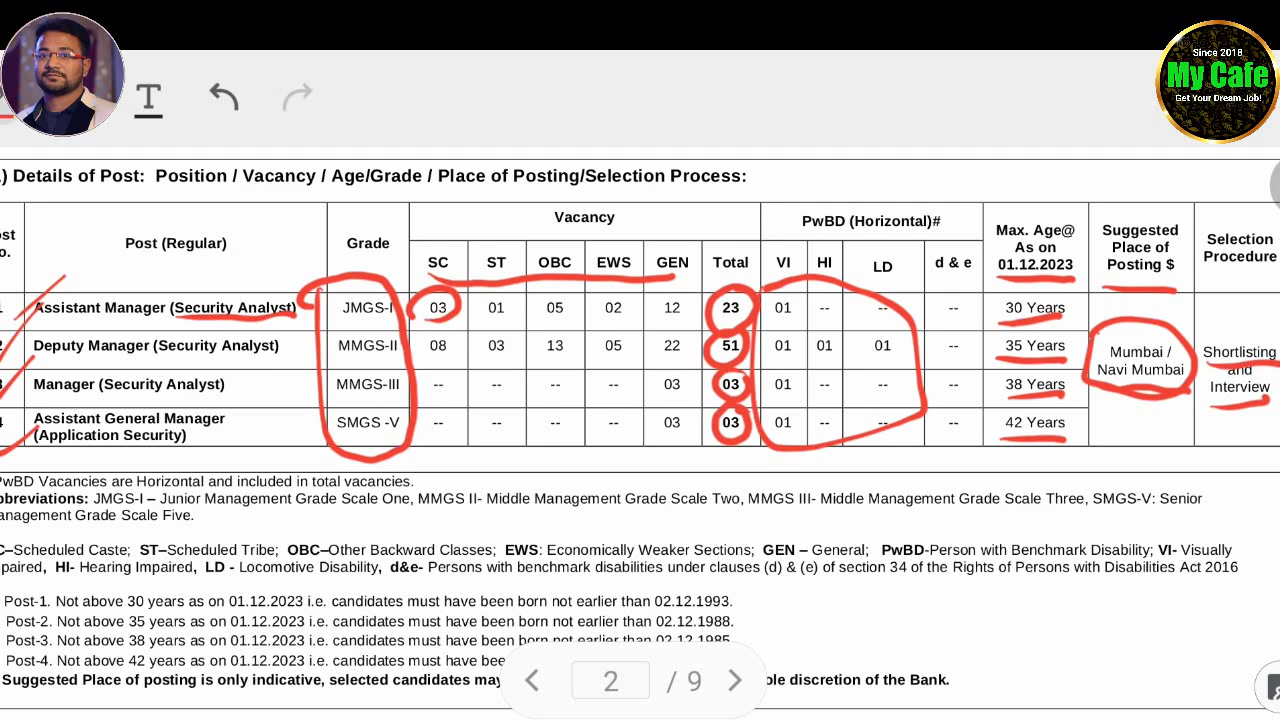 Since 2018
My Cafe
Get Your Dream Job!
T
) Details of Post: Position / Vacancy / Age/Grade / Place of Posting/Selection Process:
Post (Regular)
Grade
Vacancy
PwBD (Horizontal)#
Max. Age@
As on
01.12.2023
Suggested
Place of
Posting $
Selection
Procedure
SC ST OBC EWS GEN Total VI HI LD d & e
Assistant Manager (Security Analyst) JMGS-I 03 01 05 02 12 23 01 -- -- -- 30 Years
Deputy Manager (Security Analyst) MMGS-II 08 03 13 05 22 51 01 01 01 -- 35 Years
Manager (Security Analyst) MMGS-III -- -- -- -- 03 03 01 -- -- -- 38 Years
Assistant General Manager
(Application Security) SMGS -V -- -- -- -- 03 03 01 -- -- -- 42 Years
Mumbai /
Navi Mumbai
Shortlisting
and
Interview
PwBD Vacancies are Horizontal and included in total vacancies.
bbreviations: JMGS-I – Junior Management Grade Scale One, MMGS II- Middle Management Grade Scale Two, MMGS III- Middle Management Grade Scale Three, SMGS-V: Senior
anagement Grade Scale Five.
C–Scheduled Caste; ST–Scheduled Tribe; OBC–Other Backward Classes; EWS: Economically Weaker Sections; GEN – General; PwBD-Person with Benchmark Disability; VI- Visually
paired, HI- Hearing Impaired, LD - Locomotive Disability, d&e- Persons with benchmark disabilities under clauses (d) & (e) of section 34 of the Rights of Persons with Disabilities Act 2016
Post-1. Not above 30 years as on 01.12.2023 i.e. candidates must have been born not earlier than 02.12.1993.
Post-2. Not above 35 years as on 01.12.2023 i.e. candidates must have been born not earlier than 02.12.1988.
Post-3. Not above 38 years as on 01.12.2023 i.e. candidates must have been born not earlier than 02.12.1985.
Post-4. Not above 42 years as on 01.12.2023 i.e. candidates must have bee
Suggested Place of posting is only indicative, selected candidates may ole discretion of the Bank.
2 / 9